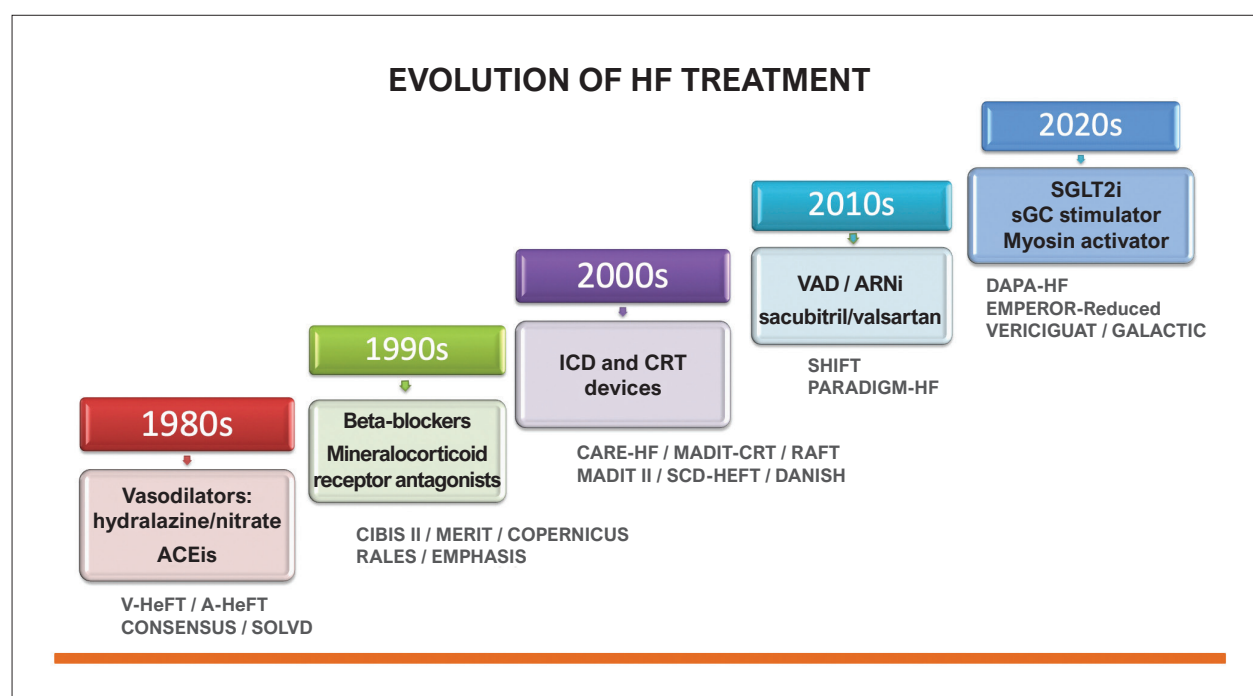 EVOLUTION OF HF TREATMENT
1980s
Vasodilators:
hydralazine/nitrate
ACEis
V-HeFT / A-HeFT
CONSENSUS / SOLVD
1990s
Beta-blockers
Mineralocorticoid
receptor antagonists
CIBIS II / MERIT / COPERNICUS
RALES / EMPHASIS
2000s
ICD and CRT
devices
CARE-HF / MADIT-CRT / RAFT
MADIT II / SCD-HEFT / DANISH
2010s
VAD / ARNi
sacubitril/valsartan
SHIFT
PARADIGM-HF
2020s
SGLT2i
sGC stimulator
Myosin activator
DAPA-HF
EMPEROR-Reduced
VERICIGUAT / GALACTIC